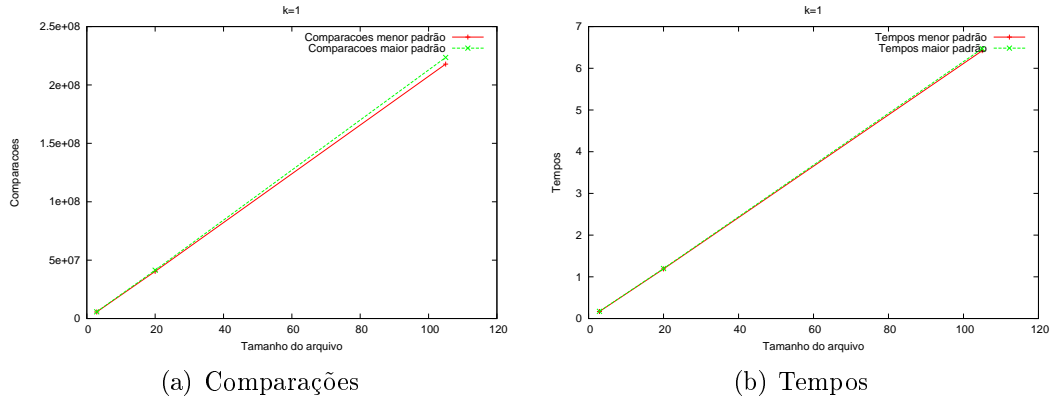 k=1
2.5e+08
2e+08
1.5e+08
1e+08
5e+07
0
Comparacoes
Comparacoes menor padrão
Comparacoes maior padrão
0 20 40 60 80 100 120
Tamanho do arquivo
(a) Comparações
k=1
7
6
5
4
3
2
1
0
Tempos
Tempos menor padrão
Tempos maior padrão
0 20 40 60 80 100 120
Tamanho do arquivo
(b) Tempos